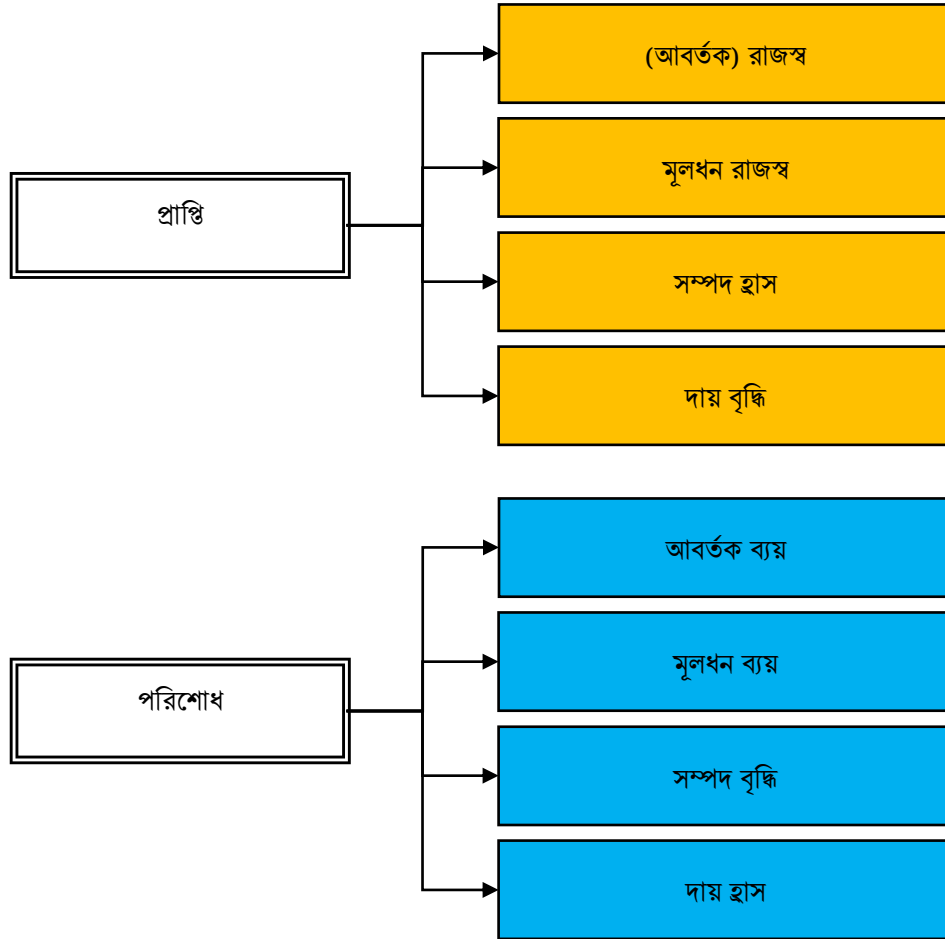 প্রাপ্তি
(আবর্তক) রাজস্ব
মূলধন রাজস্ব
সম্পদ হ্রাস
দায় বৃদ্ধি
পরিশোধ
আবর্তক ব্যয়
মূলধন ব্যয়
সম্পদ বৃদ্ধি
দায় হ্রাস